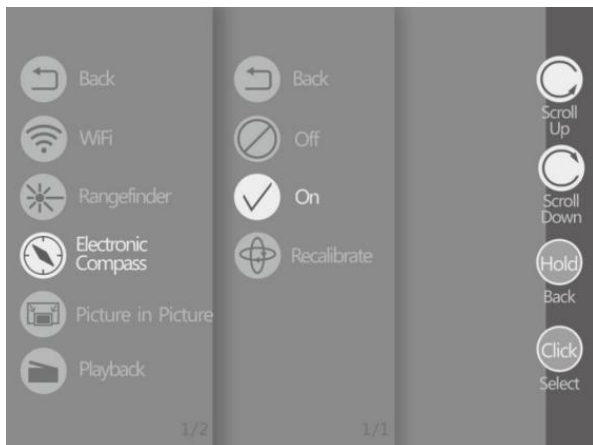 Back
WiFi
Rangefinder
Electronic
Compass
Picture in Picture
Playback
1/2
Back
Off
On
Recalibrate
1/1
Scroll
Up
Scroll
Down
Hold
Back
Click
Select